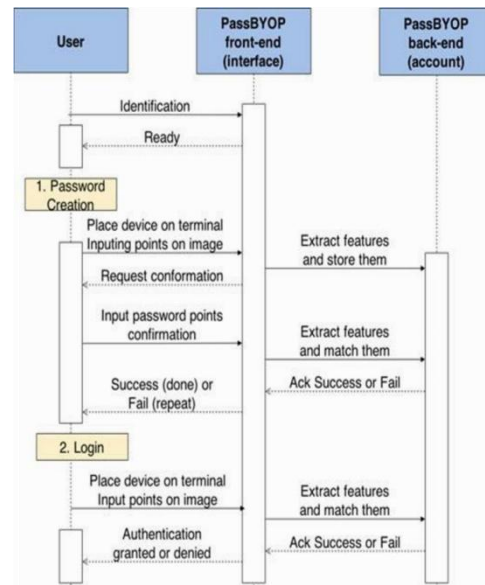 User
PassBYOP
front-end
(interface)
PassBYOP
back-end
(account)
Identification
Ready
1. Password
Creation
Place device on terminal
Inputing points on image
Extract features
and store them
Request conformation
Input password points
confirmation
Extract features
and match them
Ack Success or Fail
Success (done) or
Fail (repeat)
2. Login
Place device on terminal
Input points on image
Extract features
and match them
Authentication
granted or denied
Ack Success or Fail